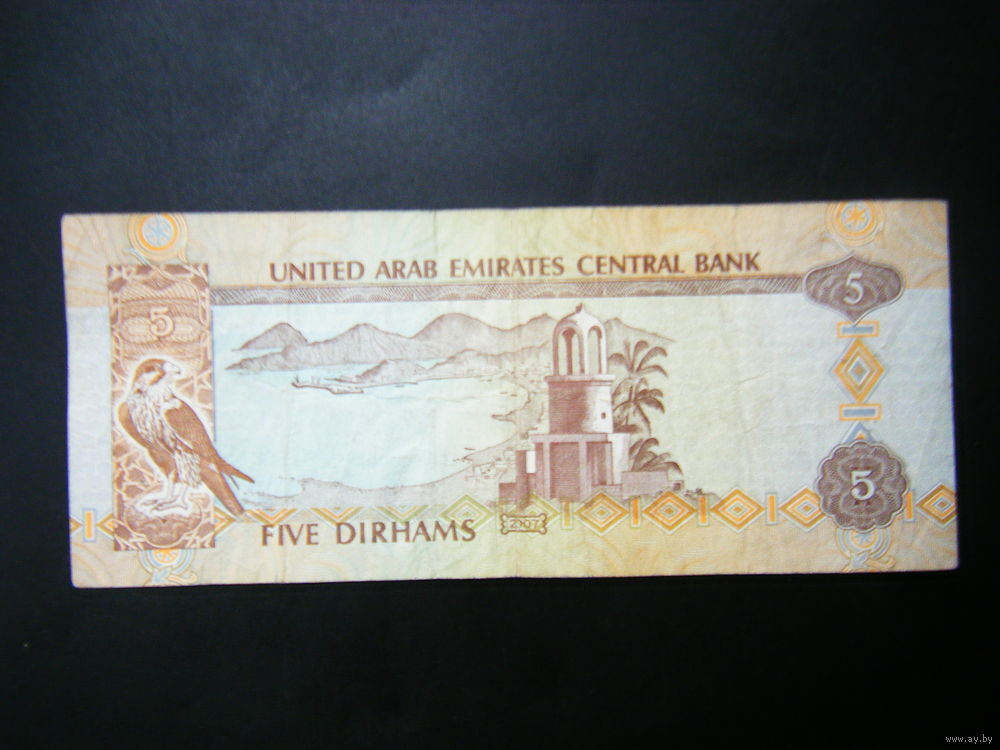 UNITED ARAB EMIRATES CENTRAL BANK
5
5
5
FIVE DIRHAMS
2007
www.ay.by